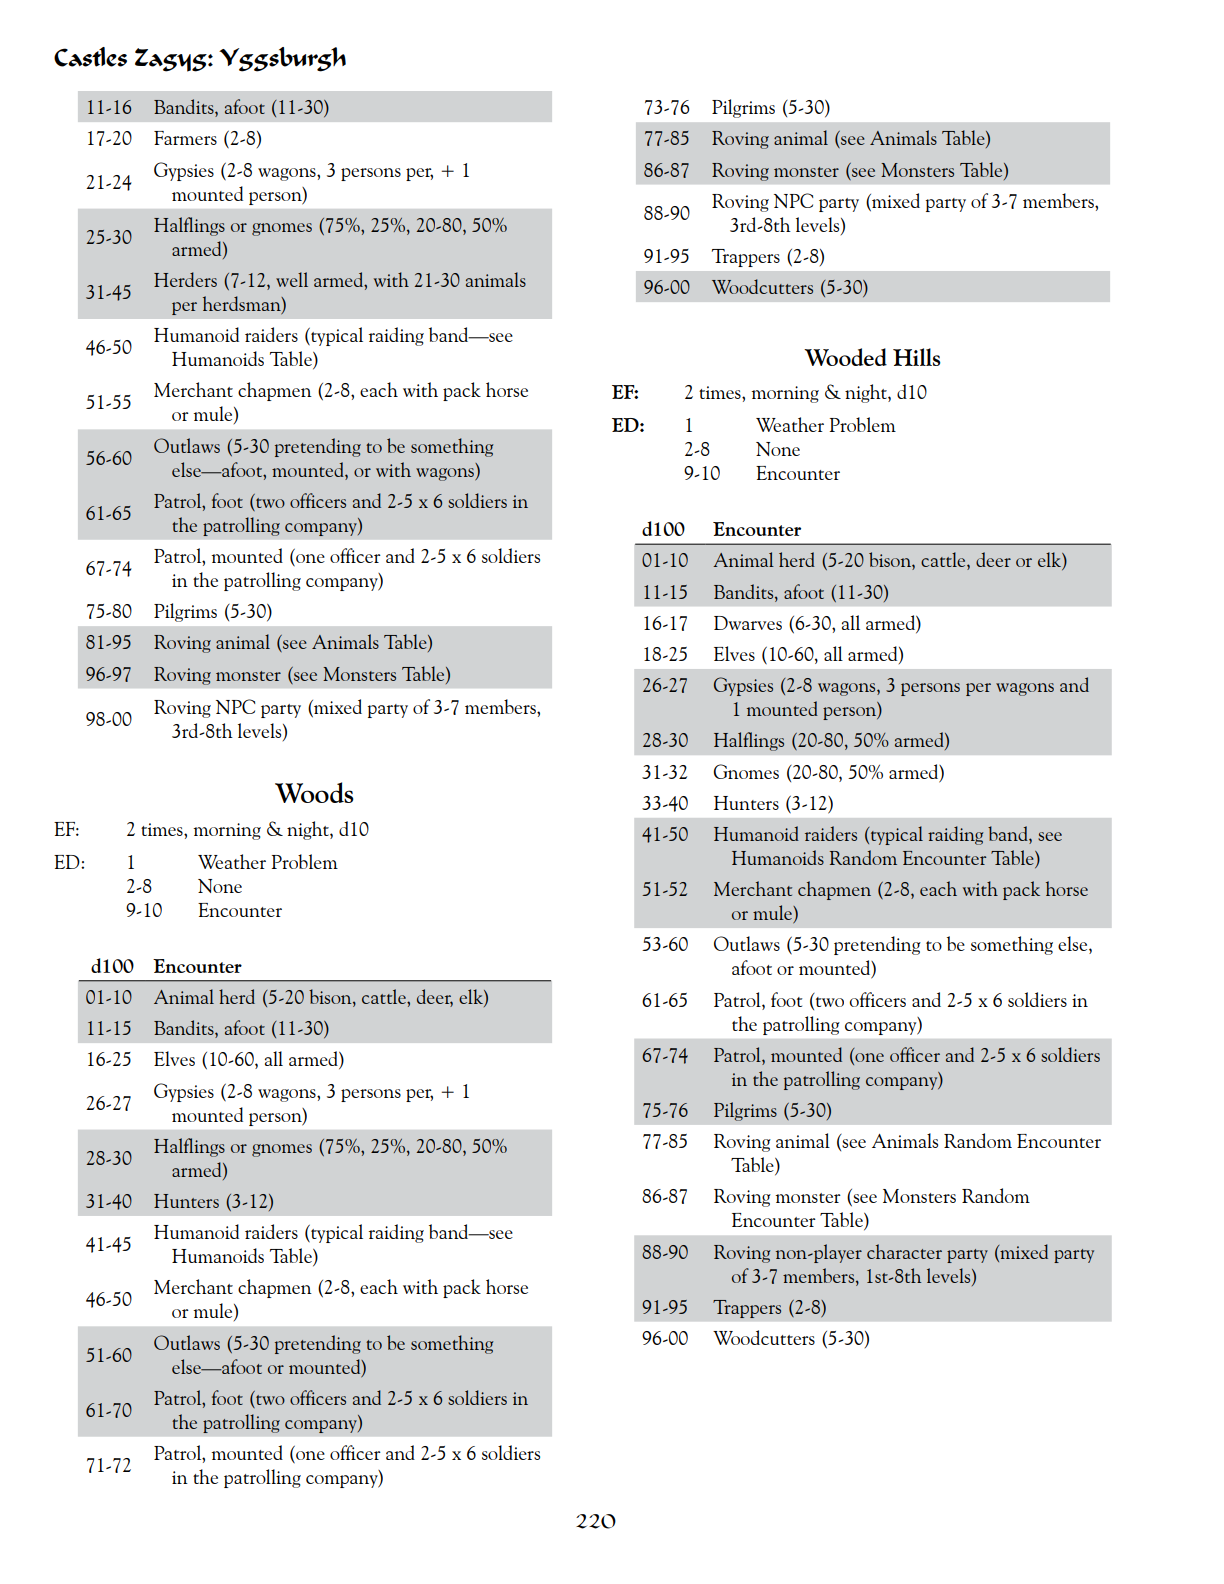 Castles Zagyg: Yggsburgh
11-16 Bandits, afoot (11-30)
17-20 Farmers (2-8)
21-24 Gypsies (2-8 wagons, 3 persons per, + 1
mounted person)
25-30 Halflings or gnomes (75%, 25%, 20-80, 50%
armed)
31-45 Herders (7-12, well armed, with 21-30 animals
per herdsman)
46-50 Humanoid raiders (typical raiding band—see
Humanoids Table)
51-55 Merchant chapmen (2-8, each with pack horse
or mule)
56-60 Outlaws (5-30 pretending to be something
else—afoot, mounted, or with wagons)
61-65 Patrol, foot (two officers and 2-5 x 6 soldiers in
the patrolling company)
67-74 Patrol, mounted (one officer and 2-5 x 6 soldiers
in the patrolling company)
75-80 Pilgrims (5-30)
81-95 Roving animal (see Animals Table)
96-97 Roving monster (see Monsters Table)
98-00 Roving NPC party (mixed party of 3-7 members,
3rd-8th levels)
Woods
EF: 2 times, morning & night, d10
ED: 1 Weather Problem
2-8 None
9-10 Encounter
d100 Encounter
01-10 Animal herd (5-20 bison, cattle, deer, elk)
11-15 Bandits, afoot (11-30)
16-25 Elves (10-60, all armed)
26-27 Gypsies (2-8 wagons, 3 persons per, + 1
mounted person)
28-30 Halflings or gnomes (75%, 25%, 20-80, 50%
armed)
31-40 Hunters (3-12)
41-45 Humanoid raiders (typical raiding band—see
Humanoids Table)
46-50 Merchant chapmen (2-8, each with pack horse
or mule)
51-60 Outlaws (5-30 pretending to be something
else—afoot or mounted)
61-70 Patrol, foot (two officers and 2-5 x 6 soldiers in
the patrolling company)
71-72 Patrol, mounted (one officer and 2-5 x 6 soldiers
in the patrolling company)
73-76 Pilgrims (5-30)
77-85 Roving animal (see Animals Table)
86-87 Roving monster (see Monsters Table)
88-90 Roving NPC party (mixed party of 3-7 members,
3rd-8th levels)
91-95 Trappers (2-8)
96-00 Woodcutters (5-30)
Wooded Hills
EF: 2 times, morning & night, d10
ED: 1 Weather Problem
2-8 None
9-10 Encounter
d100 Encounter
01-10 Animal herd (5-20 bison, cattle, deer or elk)
11-15 Bandits, afoot (11-30)
16-17 Dwarves (6-30, all armed)
18-25 Elves (10-60, all armed)
26-27 Gypsies (2-8 wagons, 3 persons per wagons and
1 mounted person)
28-30 Halflings (20-80, 50% armed)
31-32 Gnomes (20-80, 50% armed)
33-40 Hunters (3-12)
41-50 Humanoid raiders (typical raiding band, see
Humanoids Random Encounter Table)
51-52 Merchant chapmen (2-8, each with pack horse
or mule)
53-60 Outlaws (5-30 pretending to be something else,
afoot or mounted)
61-65 Patrol, foot (two officers and 2-5 x 6 soldiers in
the patrolling company)
67-74 Patrol, mounted (one officer and 2-5 x 6 soldiers
in the patrolling company)
75-76 Pilgrims (5-30)
77-85 Roving animal (see Animals Random Encounter
Table)
86-87 Roving monster (see Monsters Random
Encounter Table)
88-90 Roving non-player character party (mixed party
of 3-7 members, 1st-8th levels)
91-95 Trappers (2-8)
96-00 Woodcutters (5-30)
220